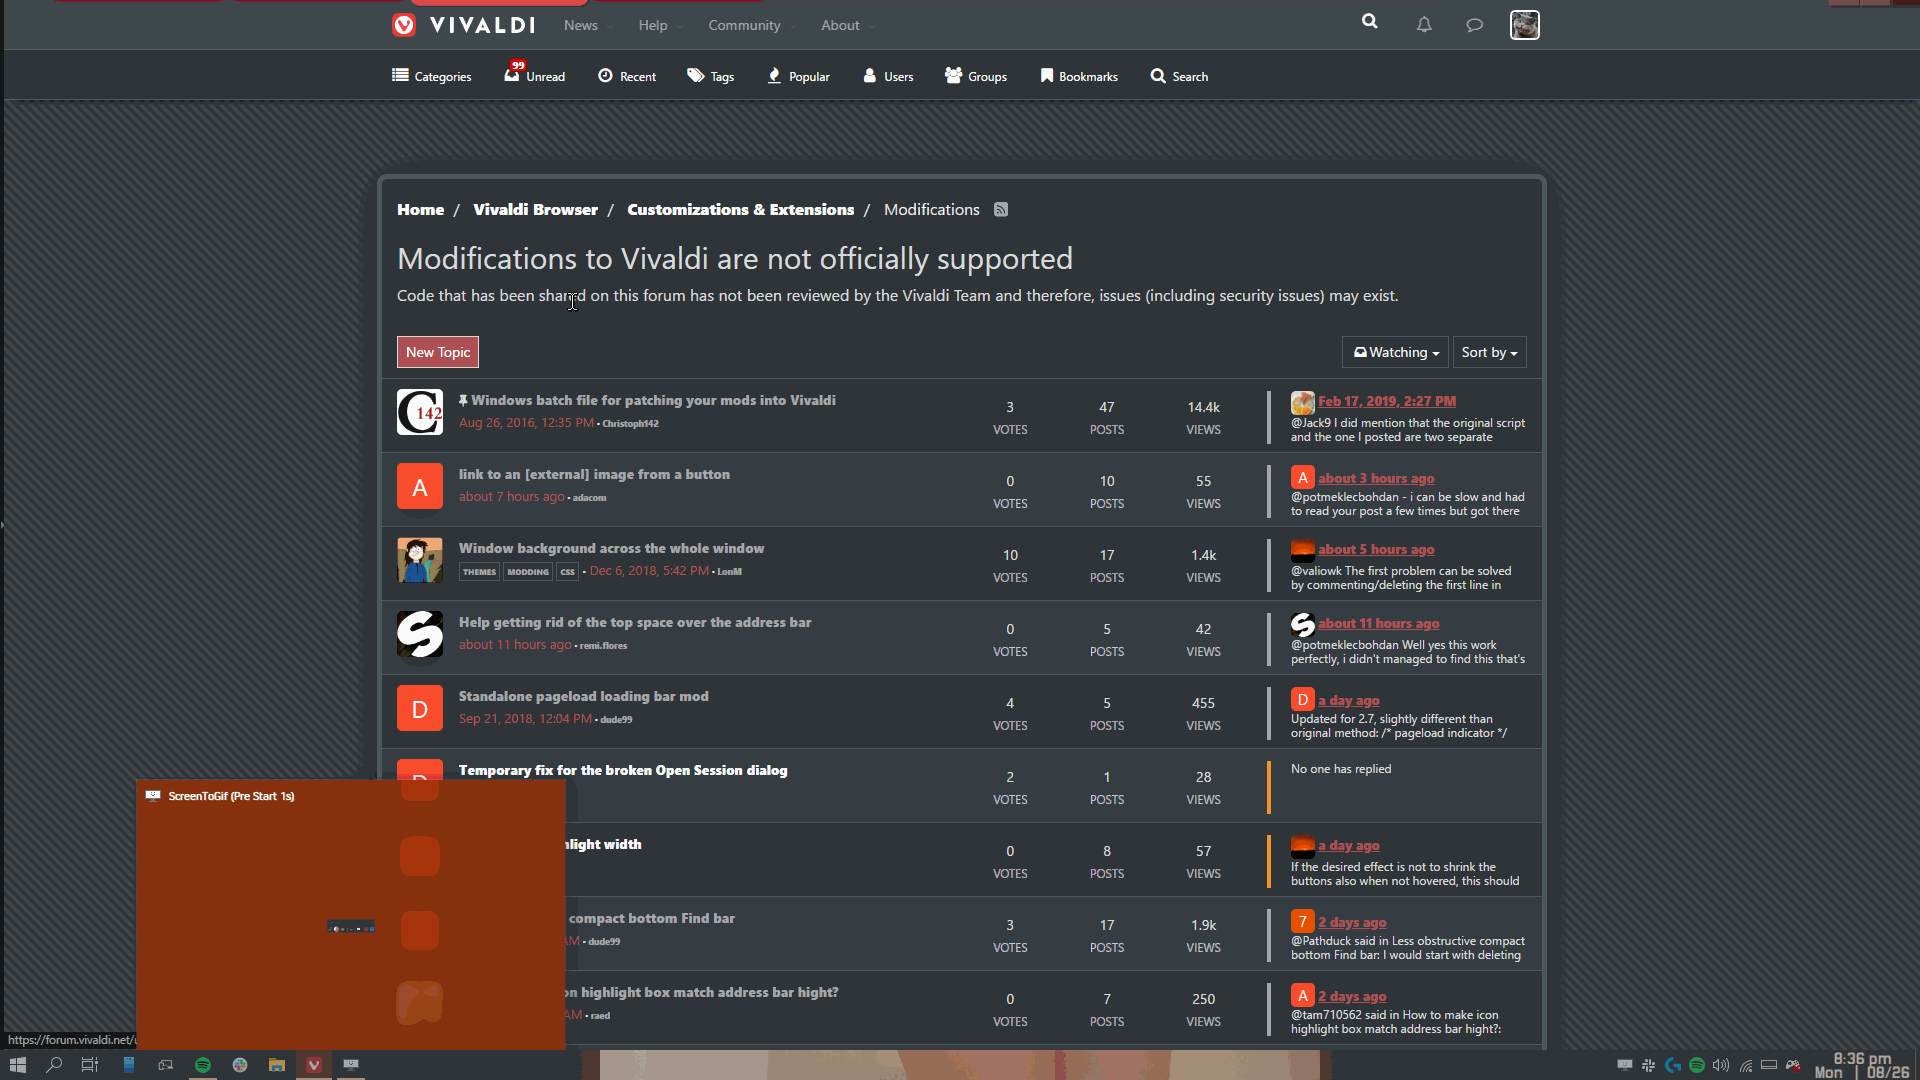 VIVALDI News Help Community About
Categories 99 Unread Recent Tags Popular Users Groups Bookmarks Search
Home / Vivaldi Browser / Customizations & Extensions / Modifications
Modifications to Vivaldi are not officially supported
Code that has been shared on this forum has not been reviewed by the Vivaldi Team and therefore, issues (including security issues) may exist.
New Topic Watching Sort by
C 142 Windows batch file for patching your mods into Vivaldi
Aug 26, 2016, 12:35 PM • Christoph142
3 VOTES 47 POSTS 14.4k VIEWS
Feb 17, 2019, 2:27 PM
@Jack9 I did mention that the original script
and the one I posted are two separate
A link to an [external] image from a button
about 7 hours ago • adacom
0 VOTES 10 POSTS 55 VIEWS
A about 3 hours ago
@potmeklecbohdan - i can be slow and had
to read your post a few times but got there
Window background across the whole window
THEMES MODDING CSS • Dec 6, 2018, 5:42 PM • LonM
10 VOTES 17 POSTS 1.4k VIEWS
about 5 hours ago
@valiowk The first problem can be solved
by commenting/deleting the first line in
Help getting rid of the top space over the address bar
about 11 hours ago • remi.flores
0 VOTES 5 POSTS 42 VIEWS
about 11 hours ago
@potmeklecbohdan Well yes this work
perfectly, i didn't managed to find this that's
D Standalone pageload loading bar mod
Sep 21, 2018, 12:04 PM • dude99
4 VOTES 5 POSTS 455 VIEWS
D a day ago
Updated for 2.7, slightly different than
original method: /* pageload indicator */
Temporary fix for the broken Open Session dialog
2 VOTES 1 POSTS 28 VIEWS
No one has replied
ScreenToGif (Pre Start 1s)
hlight width
0 VOTES 8 POSTS 57 VIEWS
a day ago
If the desired effect is not to shrink the
buttons also when not hovered, this should
compact bottom Find bar
AM • dude99
3 VOTES 17 POSTS 1.9k VIEWS
7 2 days ago
@Pathduck said in Less obstructive compact
bottom Find bar: I would start with deleting
on highlight box match address bar hight?
AM • raed
0 VOTES 7 POSTS 250 VIEWS
A 2 days ago
@tam710562 said in How to make icon
highlight box match address bar hight?:
https://forum.vivaldi.net/u
8:36 pm
Mon | 08/26